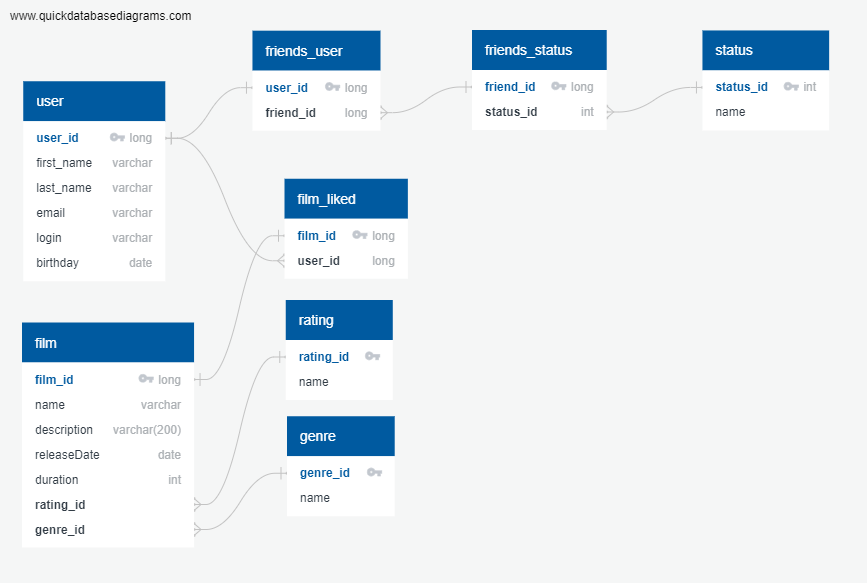 www.quickdatabasediagrams.com
user
user_id long
first_name varchar
last_name varchar
email varchar
login varchar
birthday date
friends_user
user_id long
friend_id long
friends_status
friend_id long
status_id int
status
status_id int
name
film_liked
film_id long
user_id long
film
film_id long
name varchar
description varchar(200)
releaseDate date
duration int
rating_id
genre_id
rating
rating_id
name
genre
genre_id
name